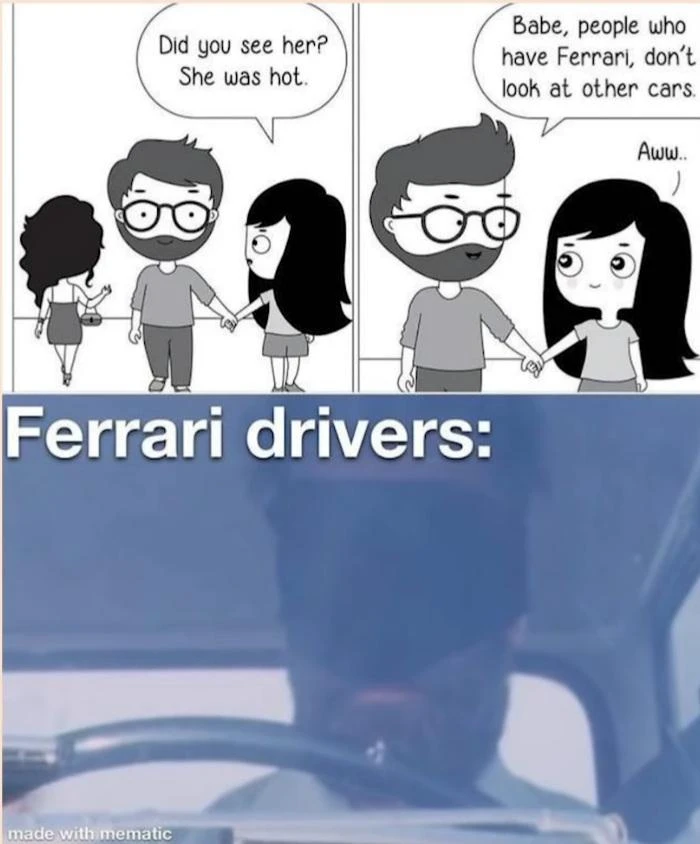 Did you see her?
She was hot.
Babe, people who
have Ferrari, don't
look at other cars.
Aww..
Ferrari drivers:
made with mematic